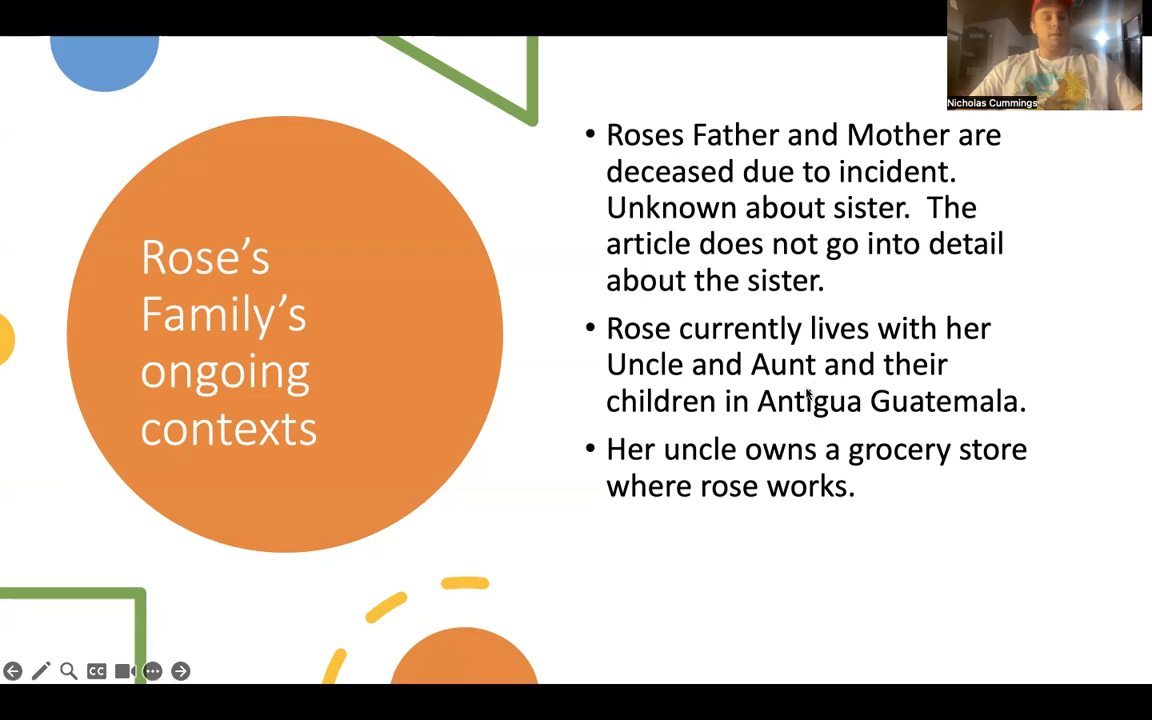 Nicholas Cummings
Rose's
Family's
ongoing
contexts
• Roses Father and Mother are
deceased due to incident.
Unknown about sister.  The
article does not go into detail
about the sister.
• Rose currently lives with her
Uncle and Aunt and their
children in Antigua Guatemala.
• Her uncle owns a grocery store
where rose works.
CC